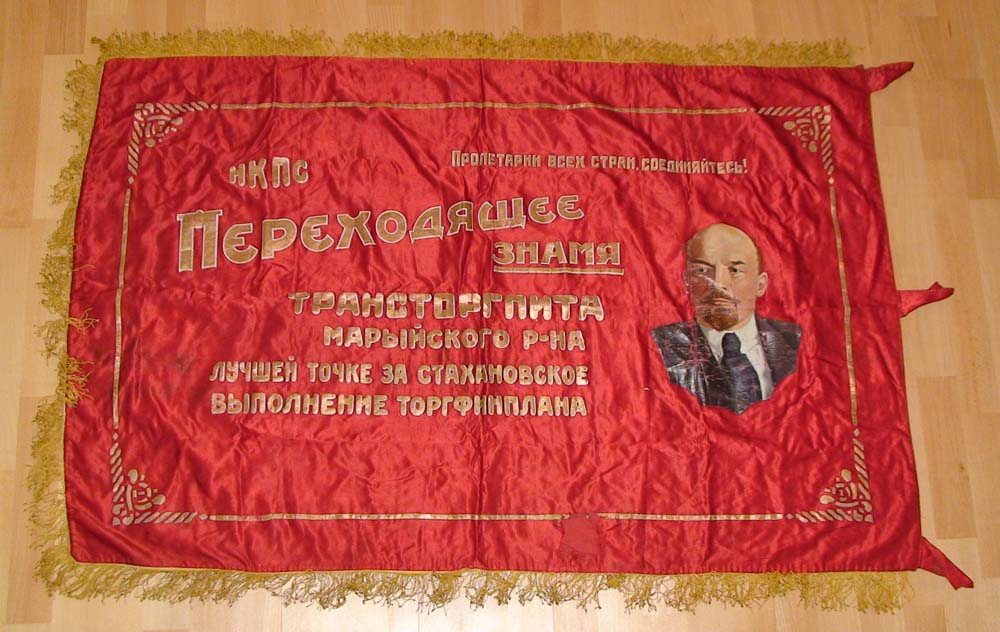 НКПС
Пролетарии всех стран, соединяйтесь!
Переходящее
знамя
Трансторгпита
Марыйского р-на
лучшей точке за стахановское
выполнение торгфинплана